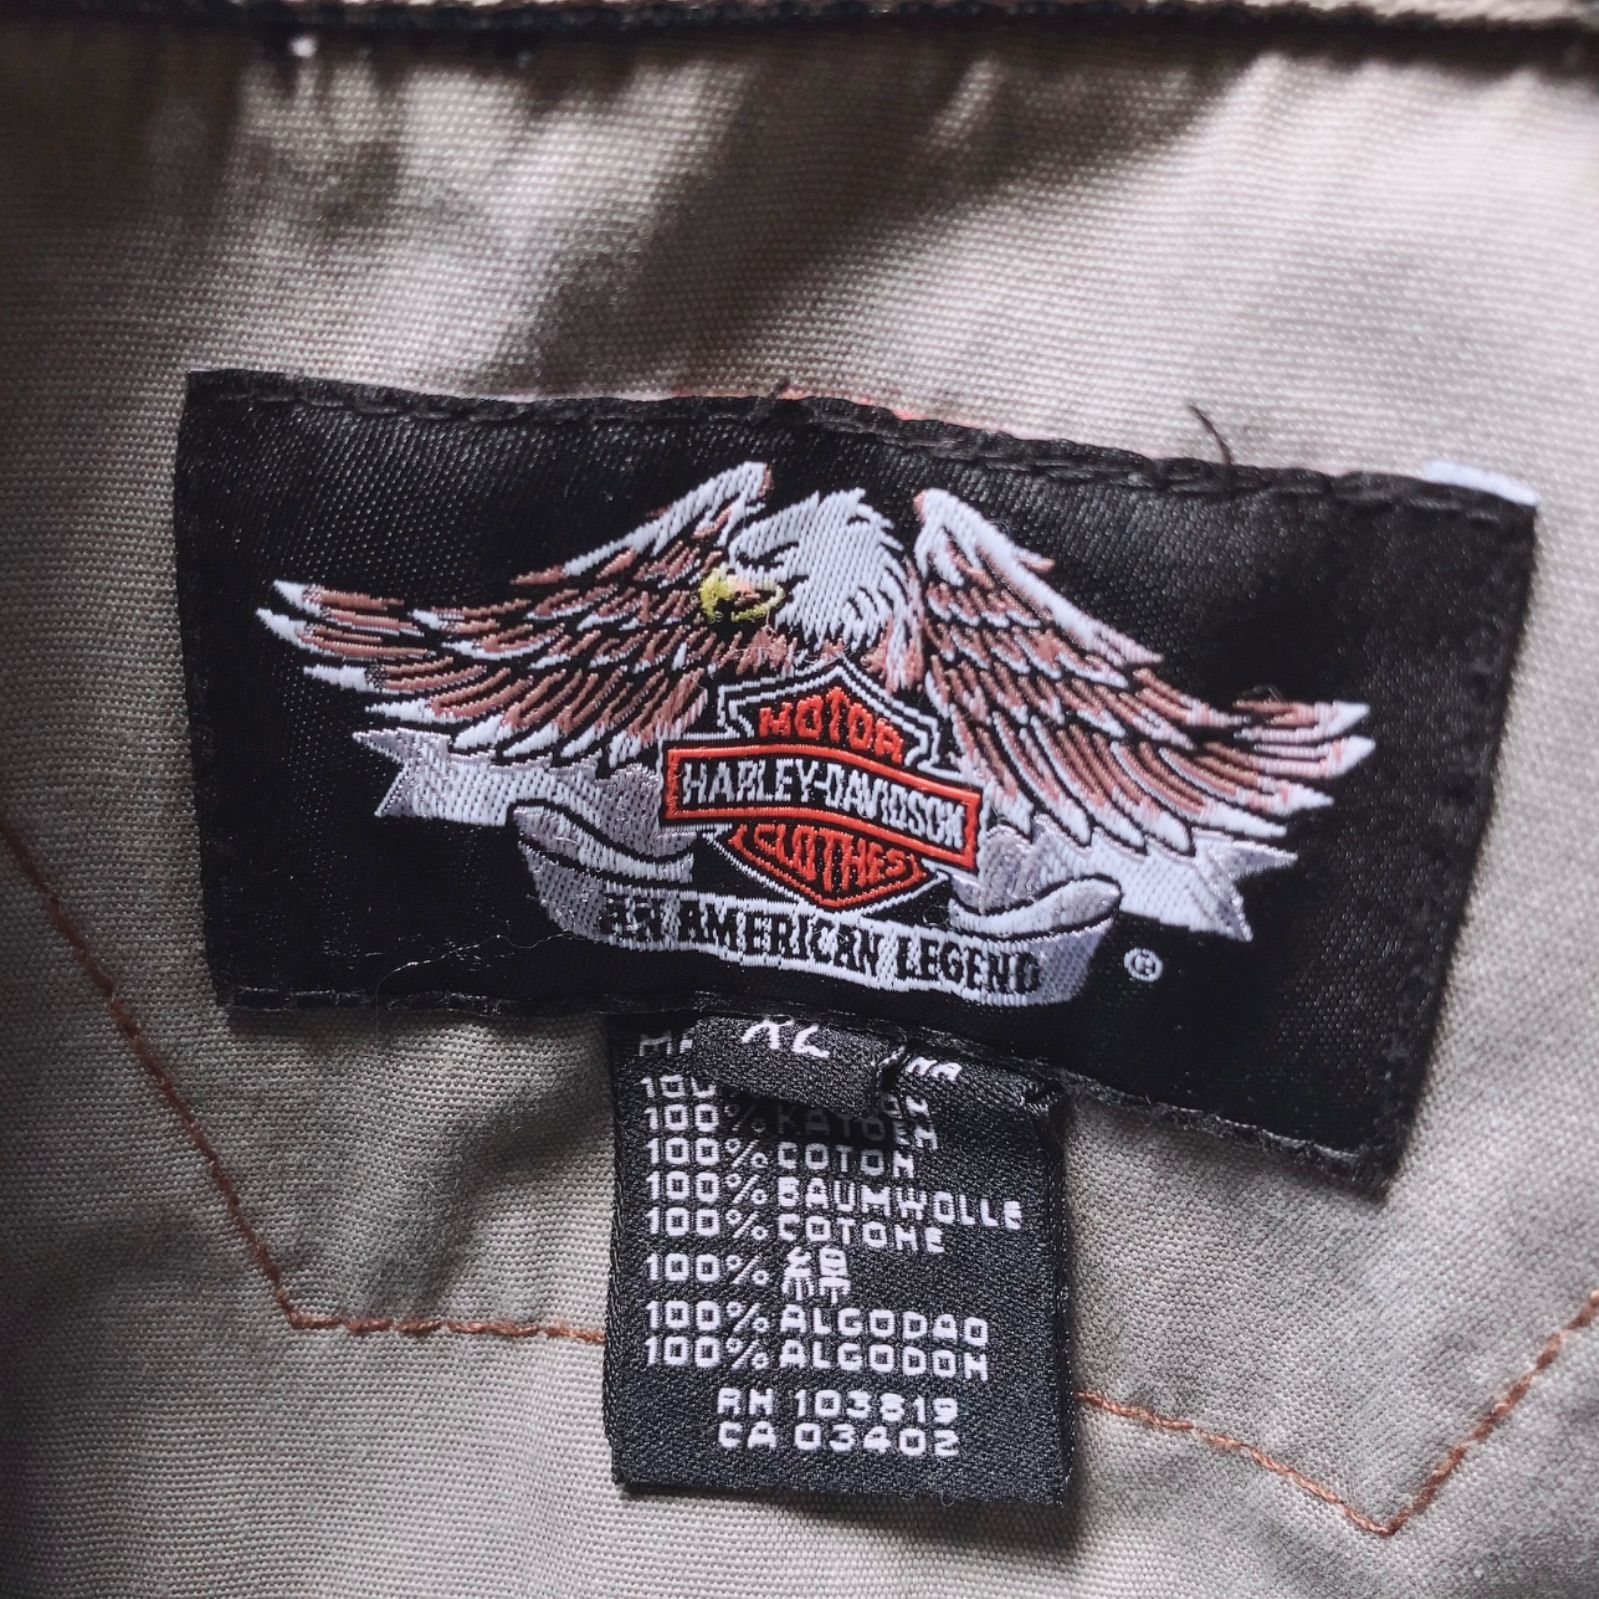 MOTOR
HARLEY-DAVIDSON
CLOTHES
AN AMERICAN LEGEND
®
XL
100% KATOEN
100% COTON
100% BAUMWOLLE
100% COTONE
100% 綿
100% ALGODAO
100% ALGODON
RN 103819
CA 03402